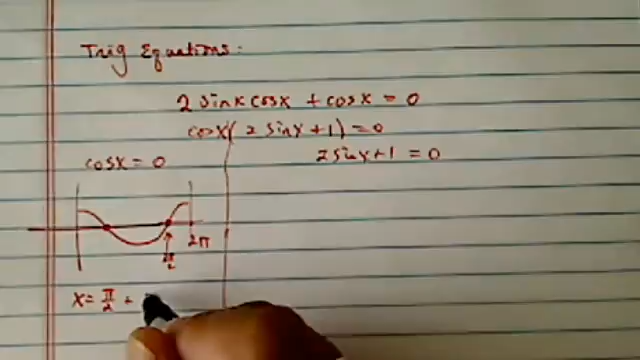 Trig Equations:
2 sinx cosx + cosx = 0
cosx( 2 sinx + 1) = 0
cosx = 0
2 sinx + 1 = 0
2π
3π/2
x = π/2 +